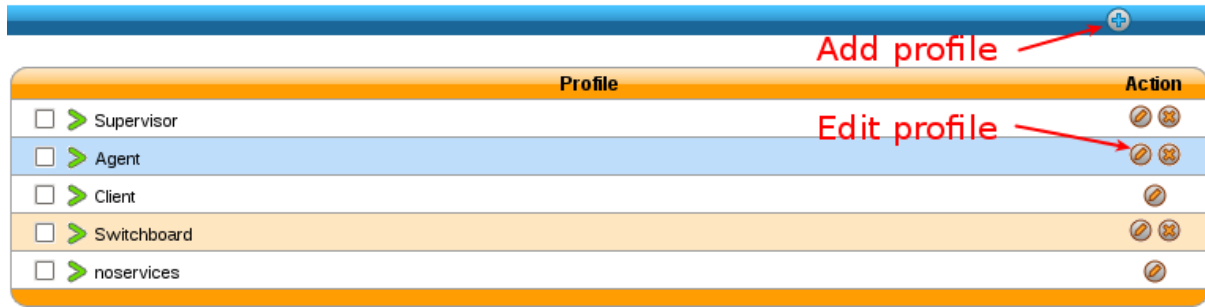 Add profile
Profile Action
Supervisor
Edit profile
Agent
Client
Switchboard
noservices